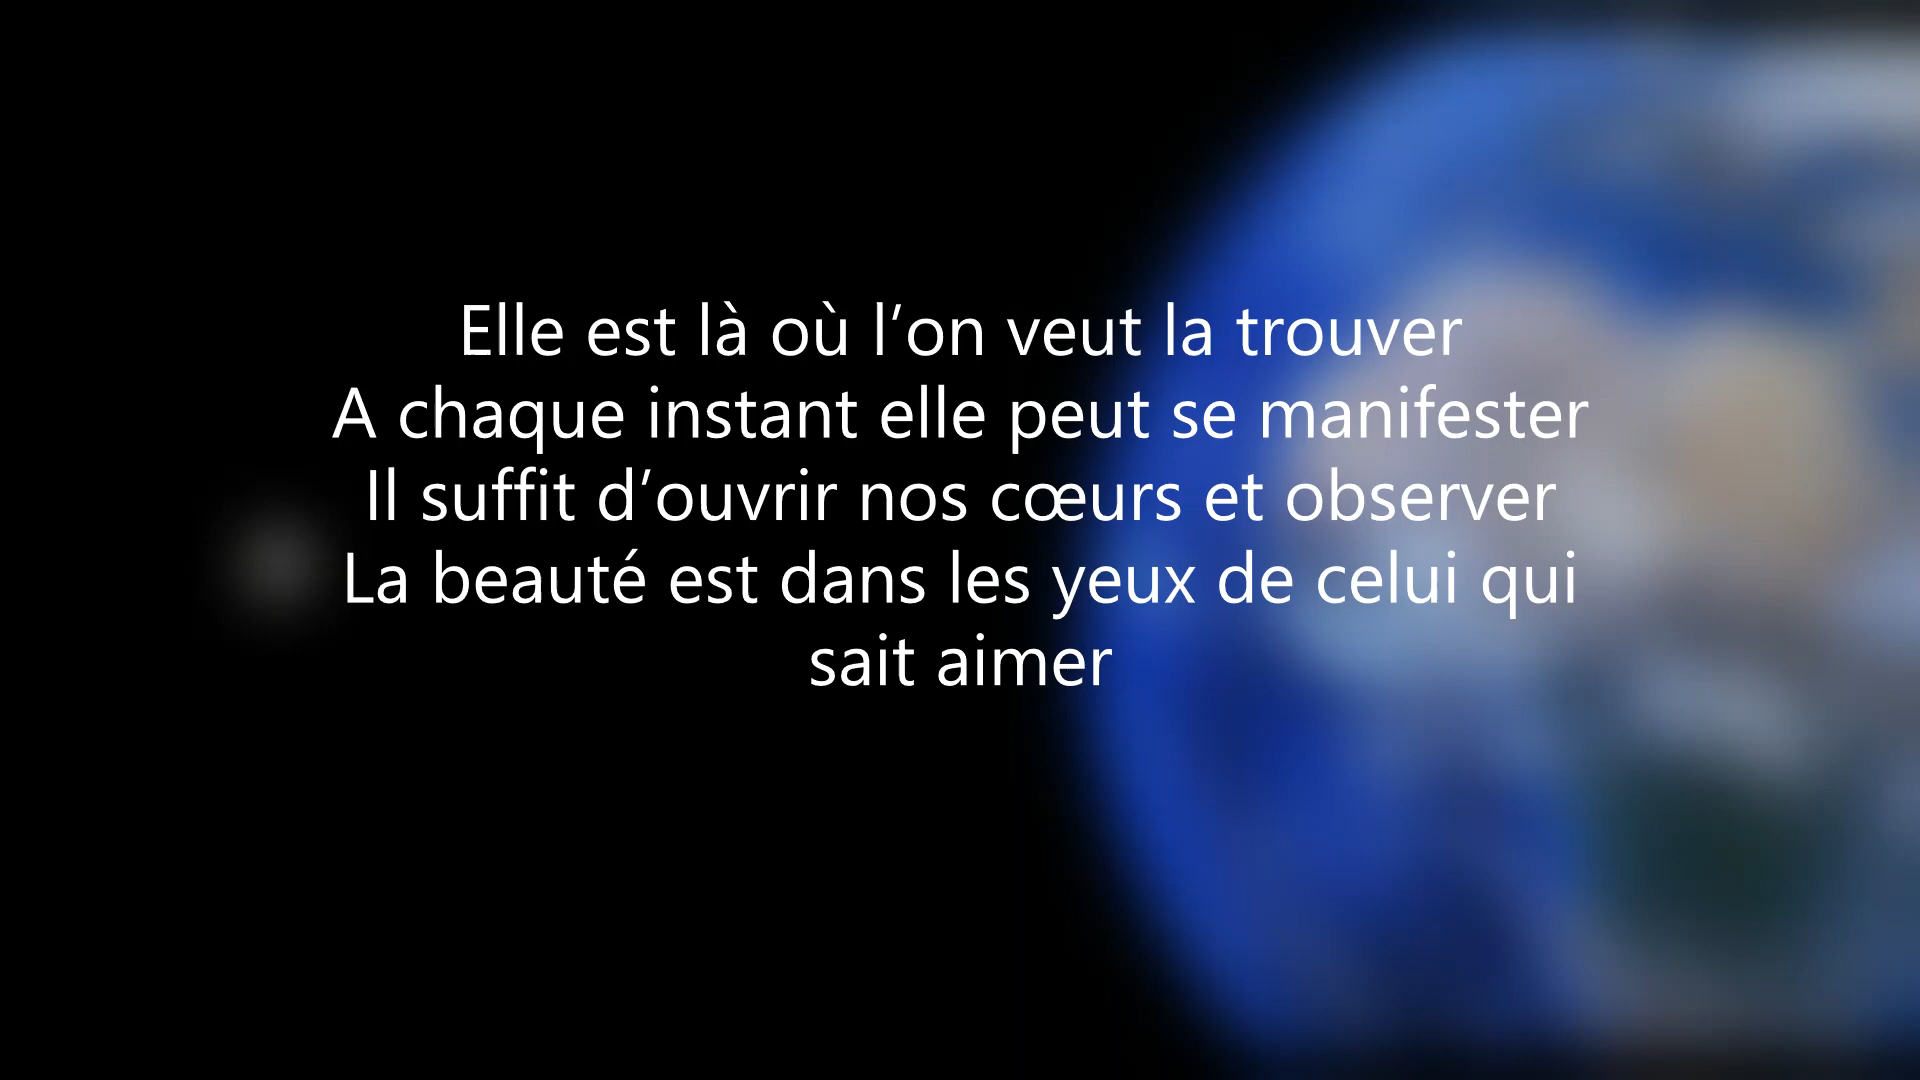 Elle est là où l’on veut la trouver
A chaque instant elle peut se manifester
Il suffit d’ouvrir nos cœurs et observer
La beauté est dans les yeux de celui qui
sait aimer